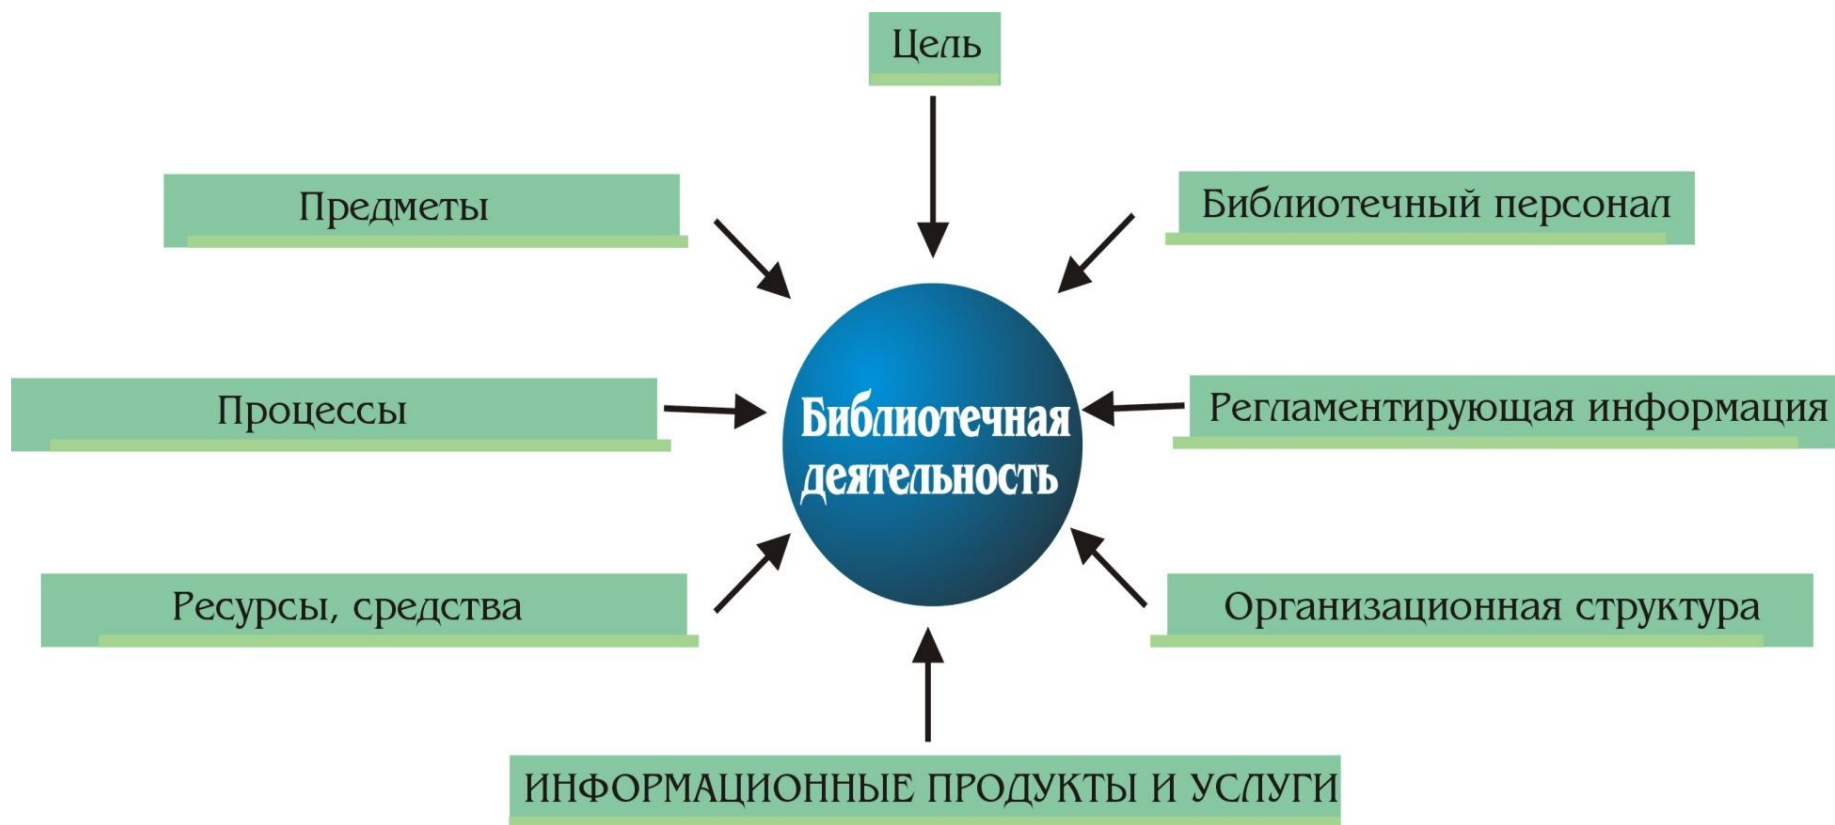 Цель
Предметы
Библиотечный персонал
Процессы
Библиотечная
деятельность
Регламентирующая информация
Ресурсы, средства
Организационная структура
ИНФОРМАЦИОННЫЕ ПРОДУКТЫ И УСЛУГИ